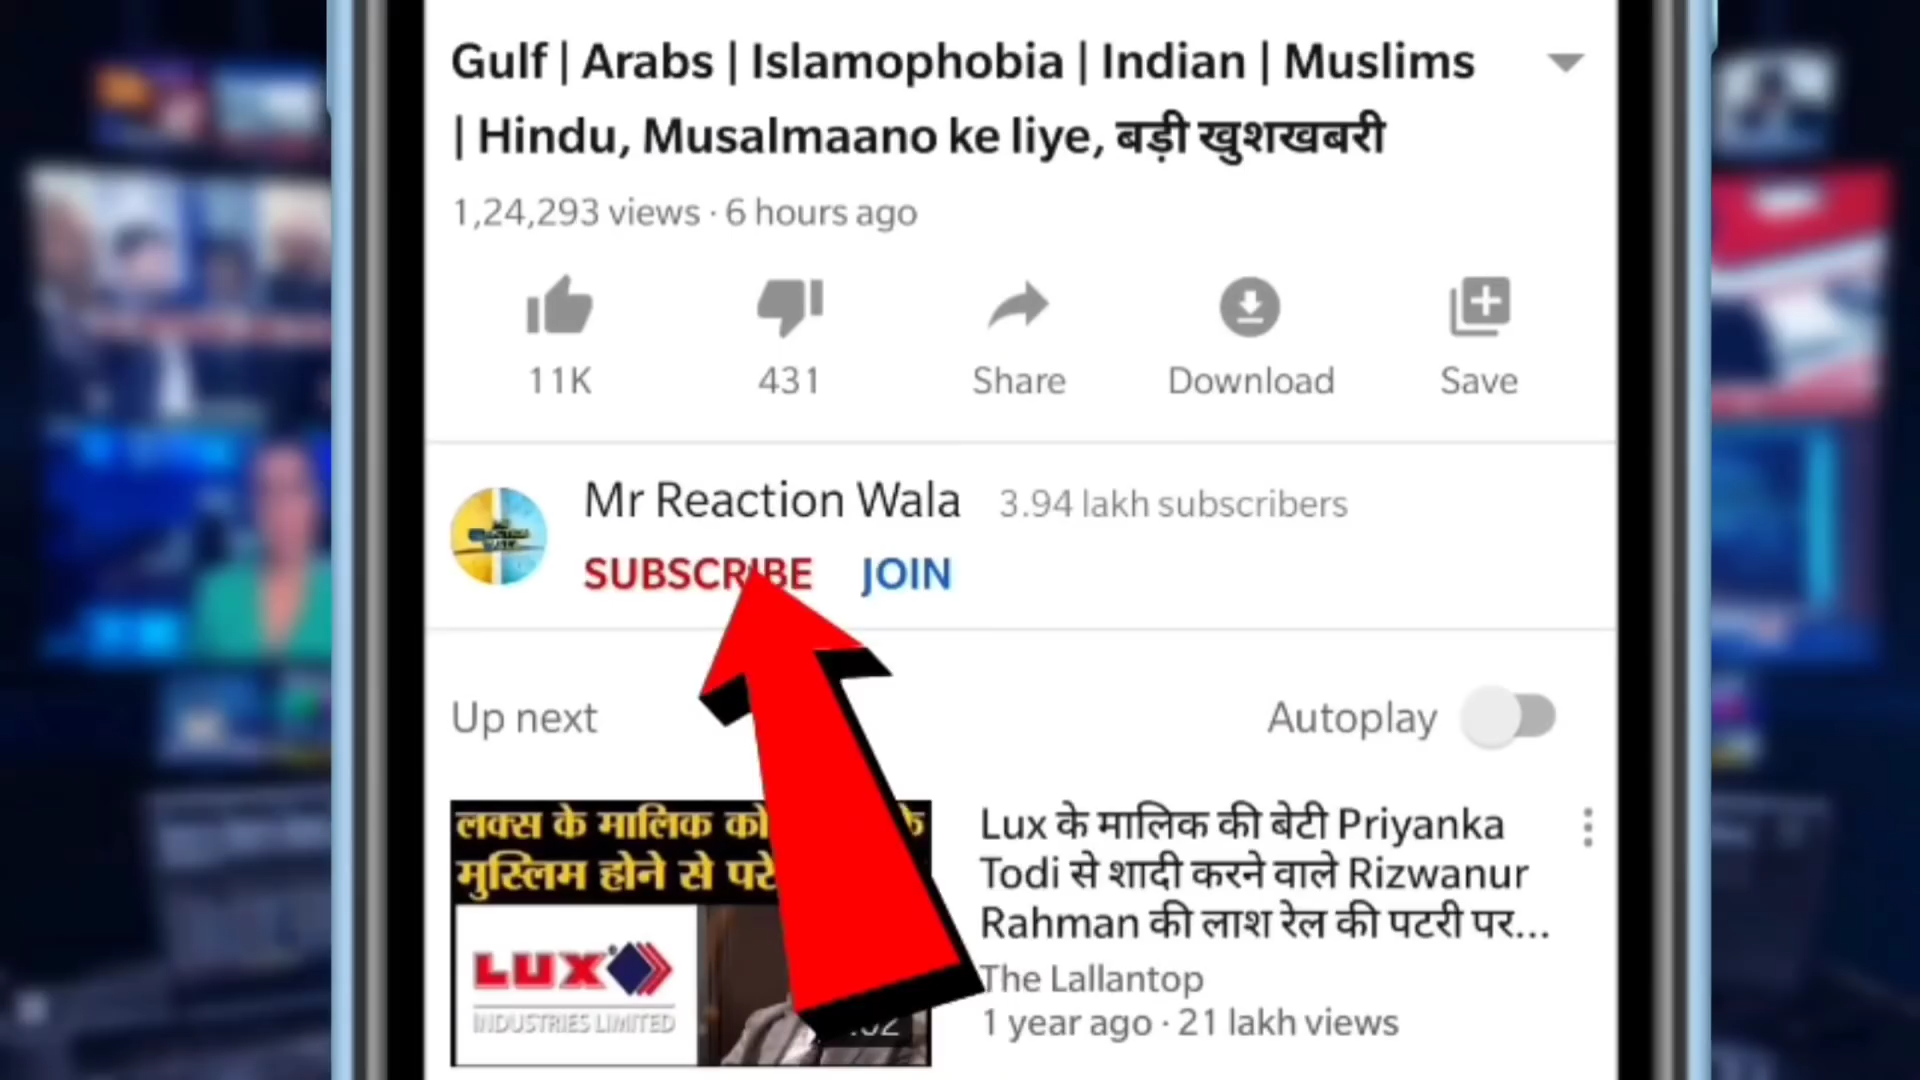 Gulf | Arabs | Islamophobia | Indian | Muslims
| Hindu, Musalmaano ke liye, बड़ी खुशखबरी
1,24,293 views · 6 hours ago
11K
431
Share
Download
Save
Mr Reaction Wala
3.94 lakh subscribers
SUBSCRIBE
JOIN
Up next
Autoplay
लक्स के मालिक को
मुस्लिम होने से
LUX
INDUSTRIES LIMITED
Lux के मालिक की बेटी Priyanka
Todi से शादी करने वाले Rizwanur
Rahman की लाश रेल की पटरी पर...
The Lallantop
1 year ago · 21 lakh views